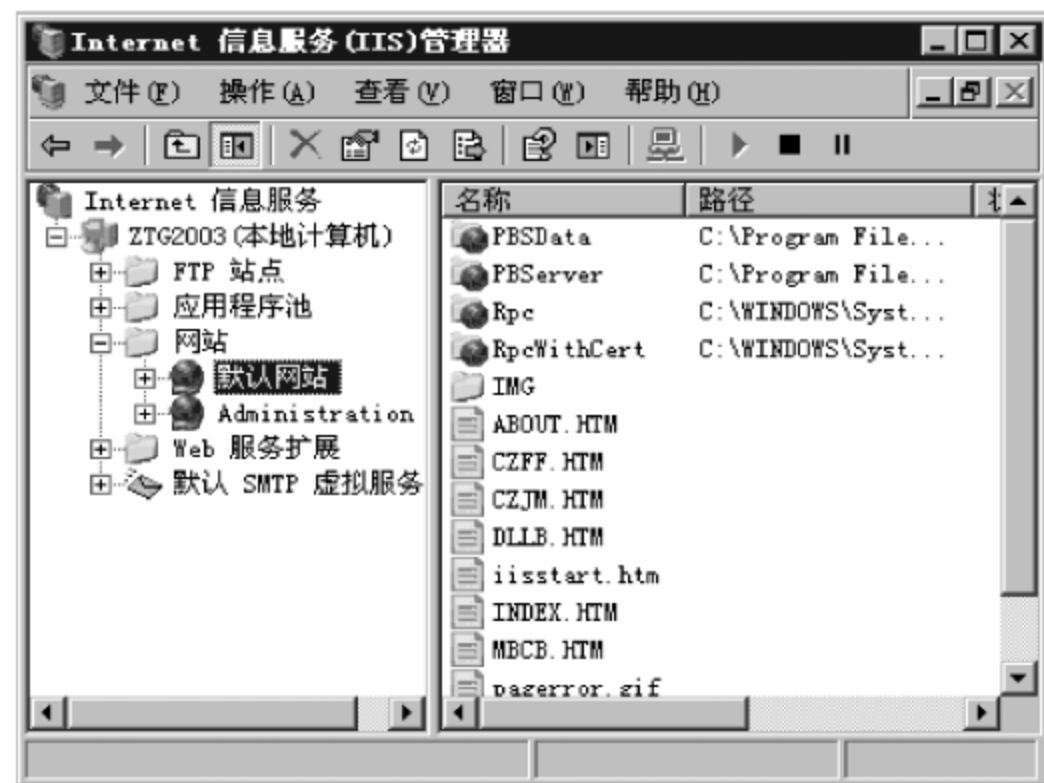 Internet 信息服务(IIS)管理器
文件(F) 操作(A) 查看(V) 窗口(W) 帮助(H)
Internet 信息服务
ZTG2003(本地计算机)
FTP 站点
应用程序池
网站
默认网站
Administration
Web 服务扩展
默认 SMTP 虚拟服务
名称 路径
PBSData C:\Program File...
PBServer C:\Program File...
Rpc C:\WINDOWS\Syst...
RpcWithCert C:\WINDOWS\Syst...
IMG
ABOUT.HTM
CZFF.HTM
CZJM.HTM
DLLB.HTM
iisstart.htm
INDEX.HTM
MBCB.HTM
pagerror.gif